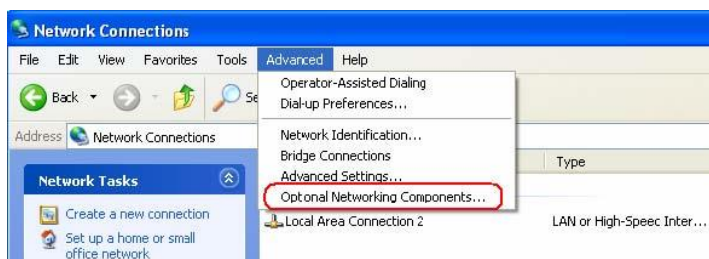 Network Connections
File Edit View Favorites Tools Advanced Help
Operator-Assisted Dialing
Dial-up Preferences...
Back
Se
Address Network Connections
Network Identification...
Bridge Connections
Advanced Settings...
Optional Networking Components...
Type
Network Tasks
Create a new connection
Set up a home or small
office network
Local Area Connection 2
LAN or High-Speec Inter...